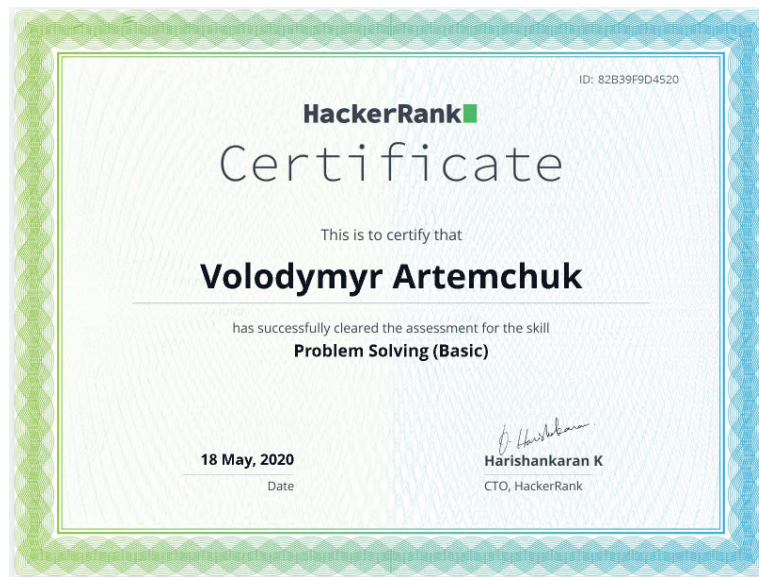 ID: 82B39F9D4520
HackerRank
Certificate
This is to certify that
Volodymyr Artemchuk
has successfully cleared the assessment for the skill
Problem Solving (Basic)
18 May, 2020
Date
Harishankaran K
CTO, HackerRank